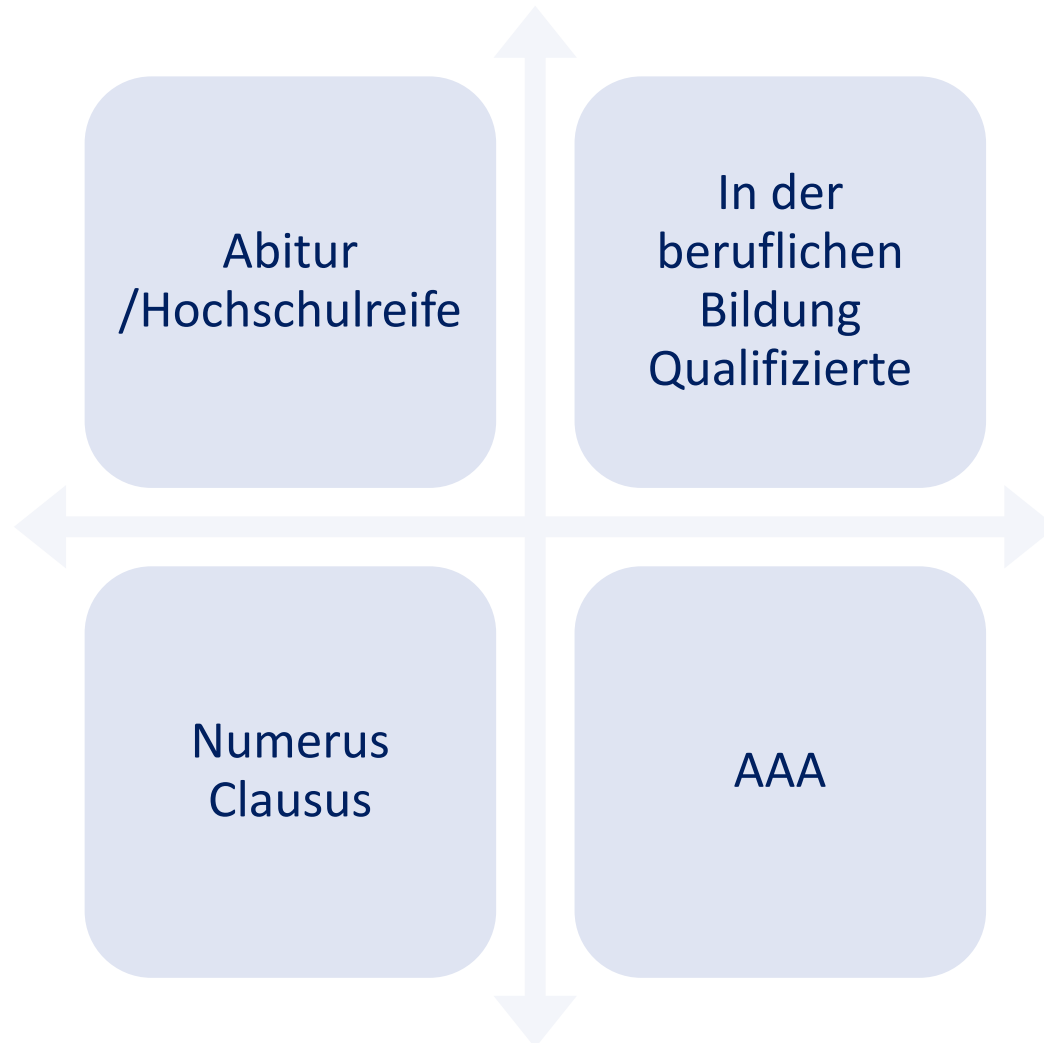 Abitur
/Hochschulreife
In der
beruflichen
Bildung
Qualifizierte
Numerus
Clausus
AAA